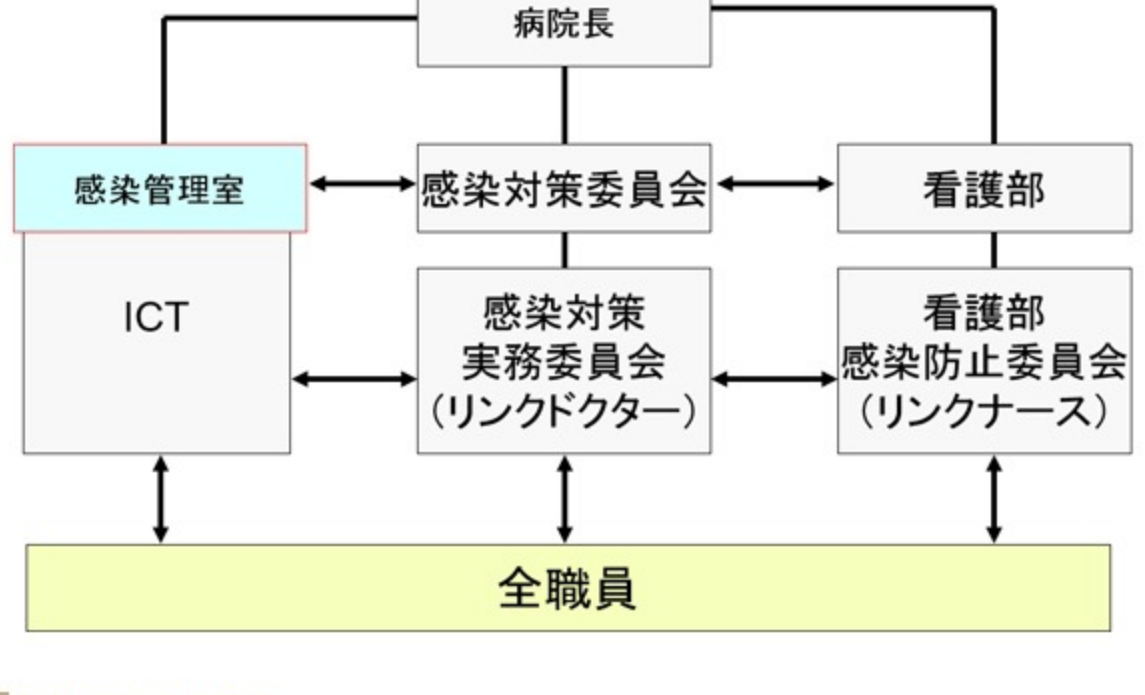 病院長
感染管理室
感染対策委員会
看護部
ICT
感染対策
実務委員会
（リンクドクター）
看護部
感染防止委員会
（リンクナース）
全職員